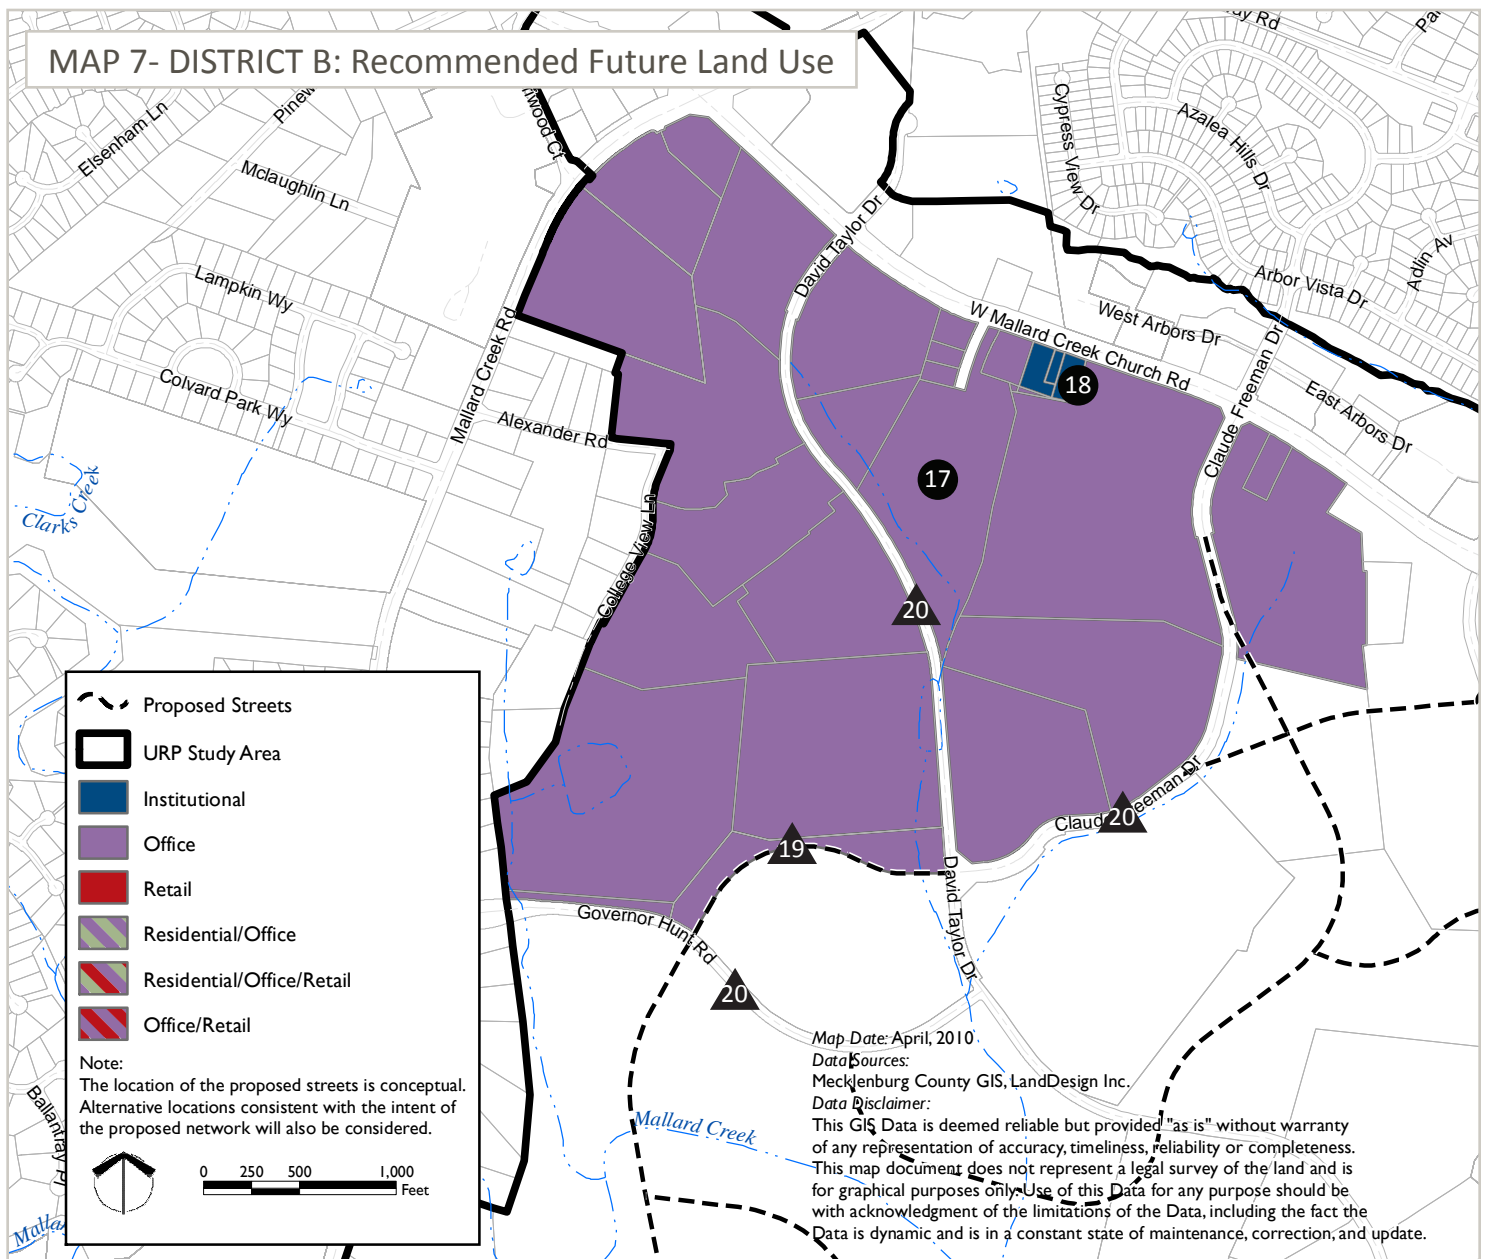 MAP 7- DISTRICT B: Recommended Future Land Use
Elsenham Ln
Mclaughlin Ln
Lampkin Wy
Colvard Park Wy
Mallard Creek Rd
Alexander Rd
College View Ln
Clarks Creek
David Taylor Dr
W Mallard Creek Church Rd
Cypress View Dr
Azalea Hills Dr
Arbor Vista Dr
Adlin Av
West Arbors Dr
East Arbors Dr
Claude Freeman Dr
18
17
20
19
20
20
David Taylor Dr
Governor Hunt Rd
Mallard Creek
Proposed Streets
URP Study Area
Institutional
Office
Retail
Residential/Office
Residential/Office/Retail
Office/Retail
Note:
The location of the proposed streets is conceptual.
Alternative locations consistent with the intent of
the proposed network will also be considered.
0 250 500 1,000
Feet
Map Date: April, 2010
Data Sources:
Mecklenburg County GIS, LandDesign Inc.
Data Disclaimer:
This GIS Data is deemed reliable but provided "as is" without warranty
of any representation of accuracy, timeliness, reliability or completeness.
This map document does not represent a legal survey of the land and is
for graphical purposes only. Use of this Data for any purpose should be
with acknowledgment of the limitations of the Data, including the fact the
Data is dynamic and is in a constant state of maintenance, correction, and update.